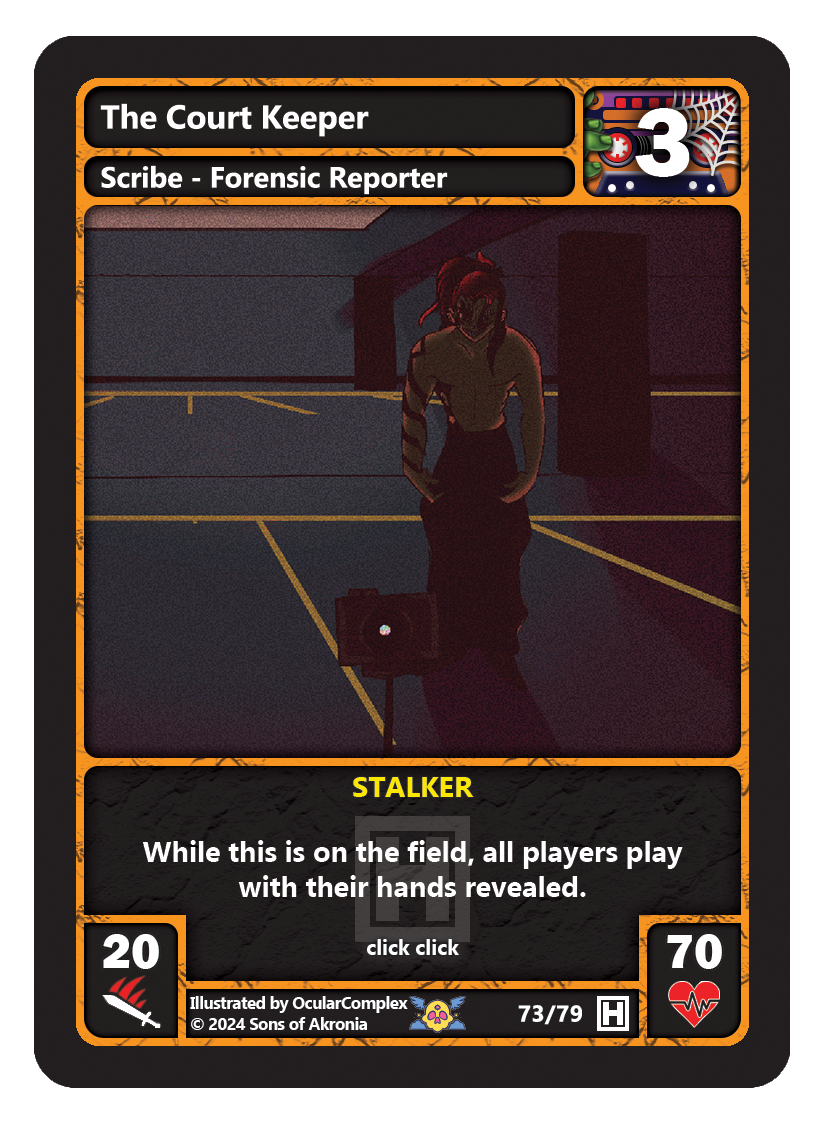 The Court Keeper
3
Scribe - Forensic Reporter
STALKER
While this is on the field, all players play
with their hands revealed.
click click
20
70
Illustrated by OcularComplex
© 2024 Sons of Akronia
73/79
H